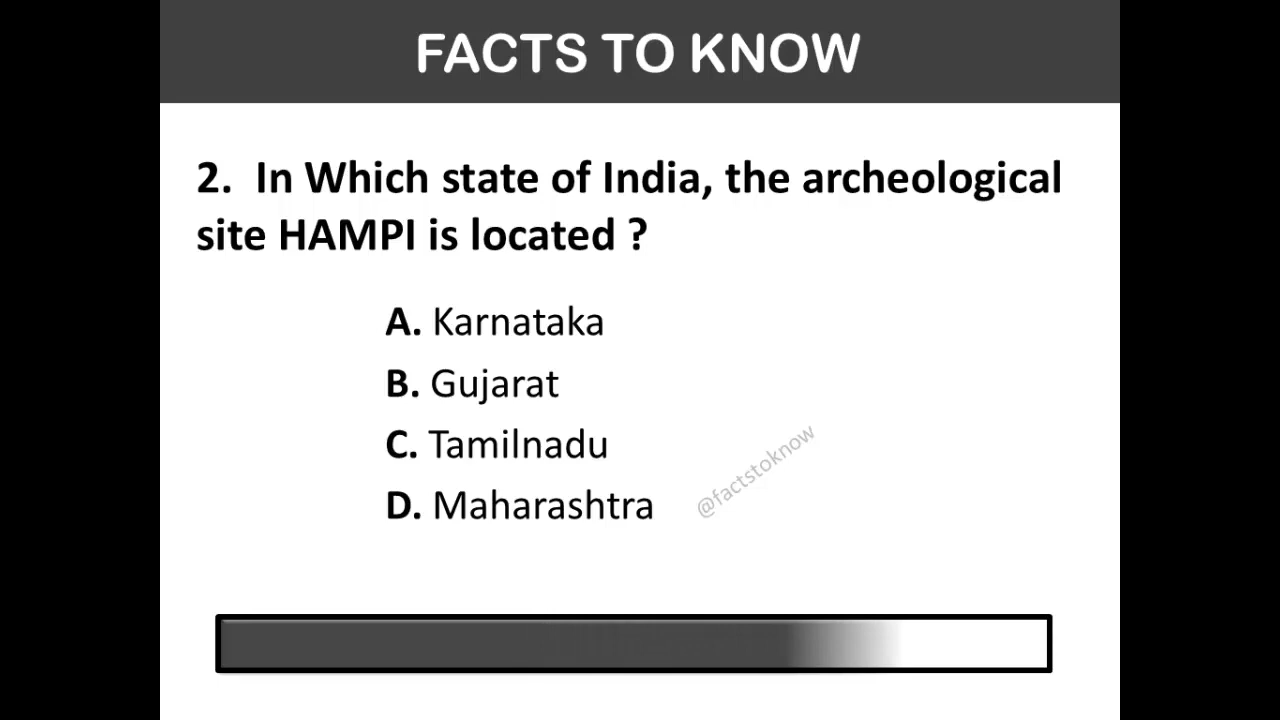 FACTS TO KNOW
2. In Which state of India, the archeological
site HAMPI is located ?
A. Karnataka
B. Gujarat
C. Tamilnadu
D. Maharashtra
@factstoknow